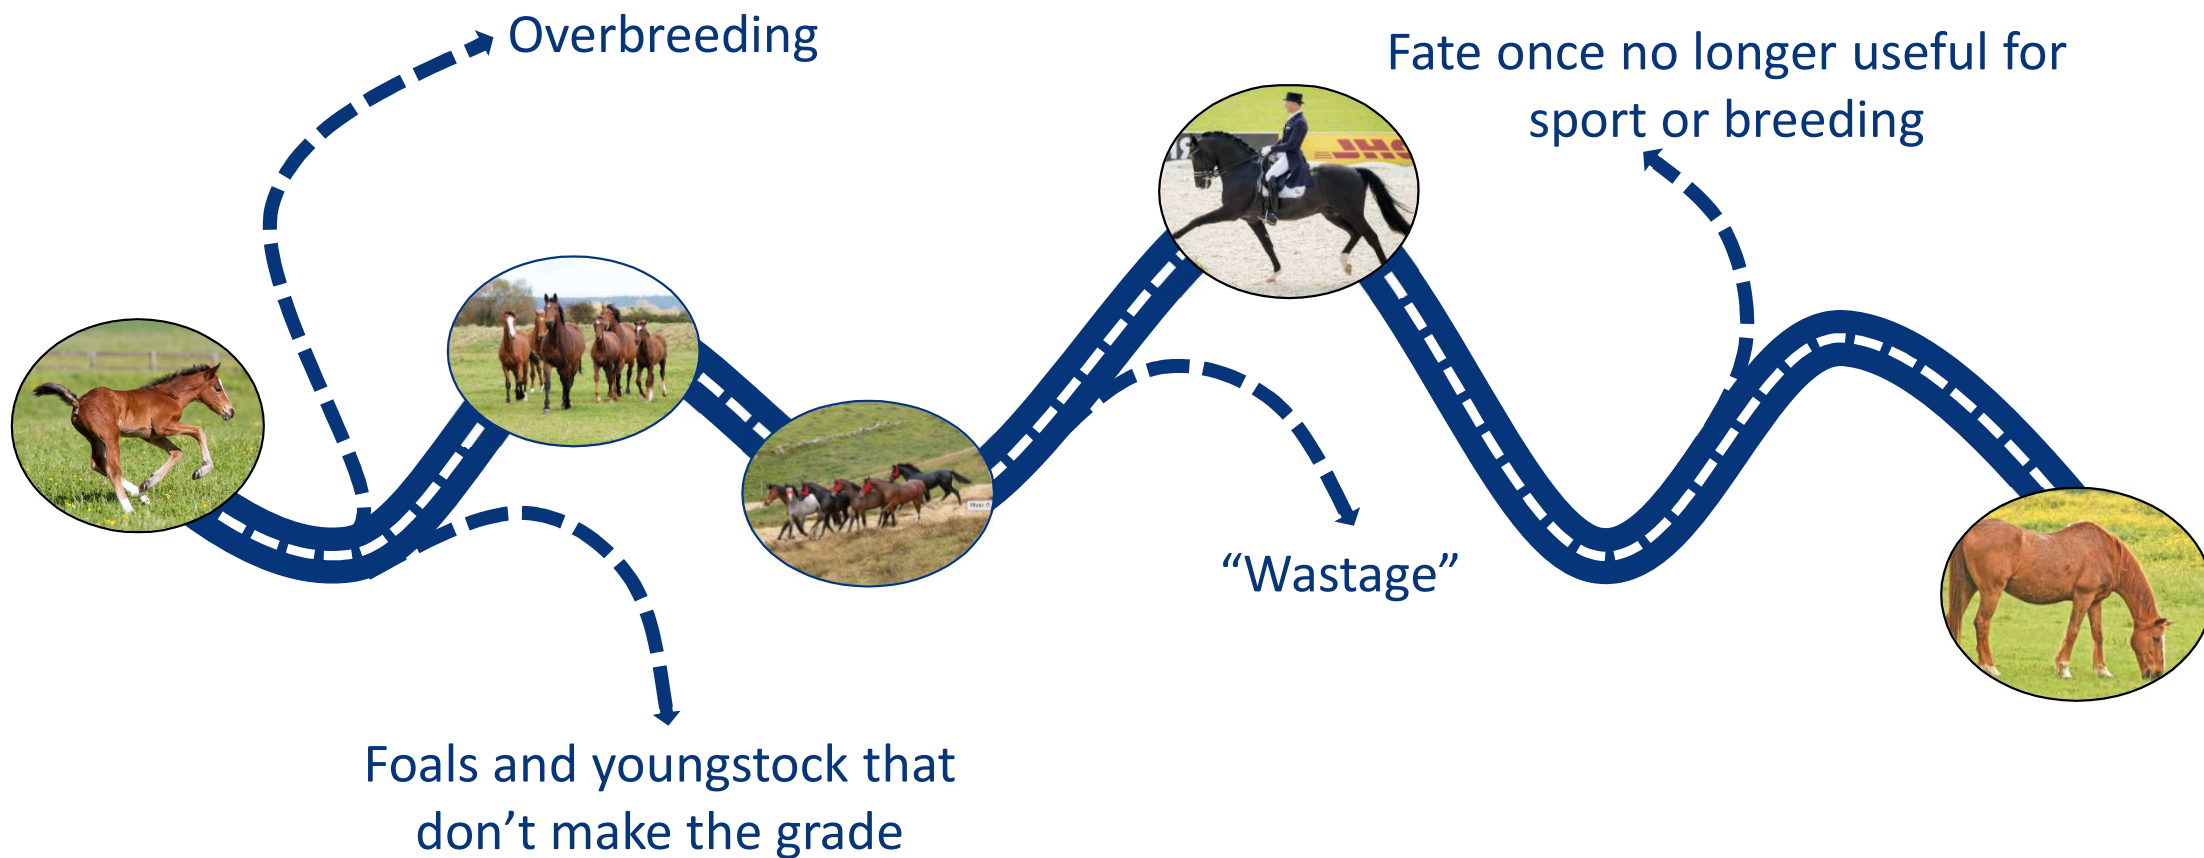 Overbreeding
Fate once no longer useful for
sport or breeding
“Wastage”
Foals and youngstock that
don’t make the grade